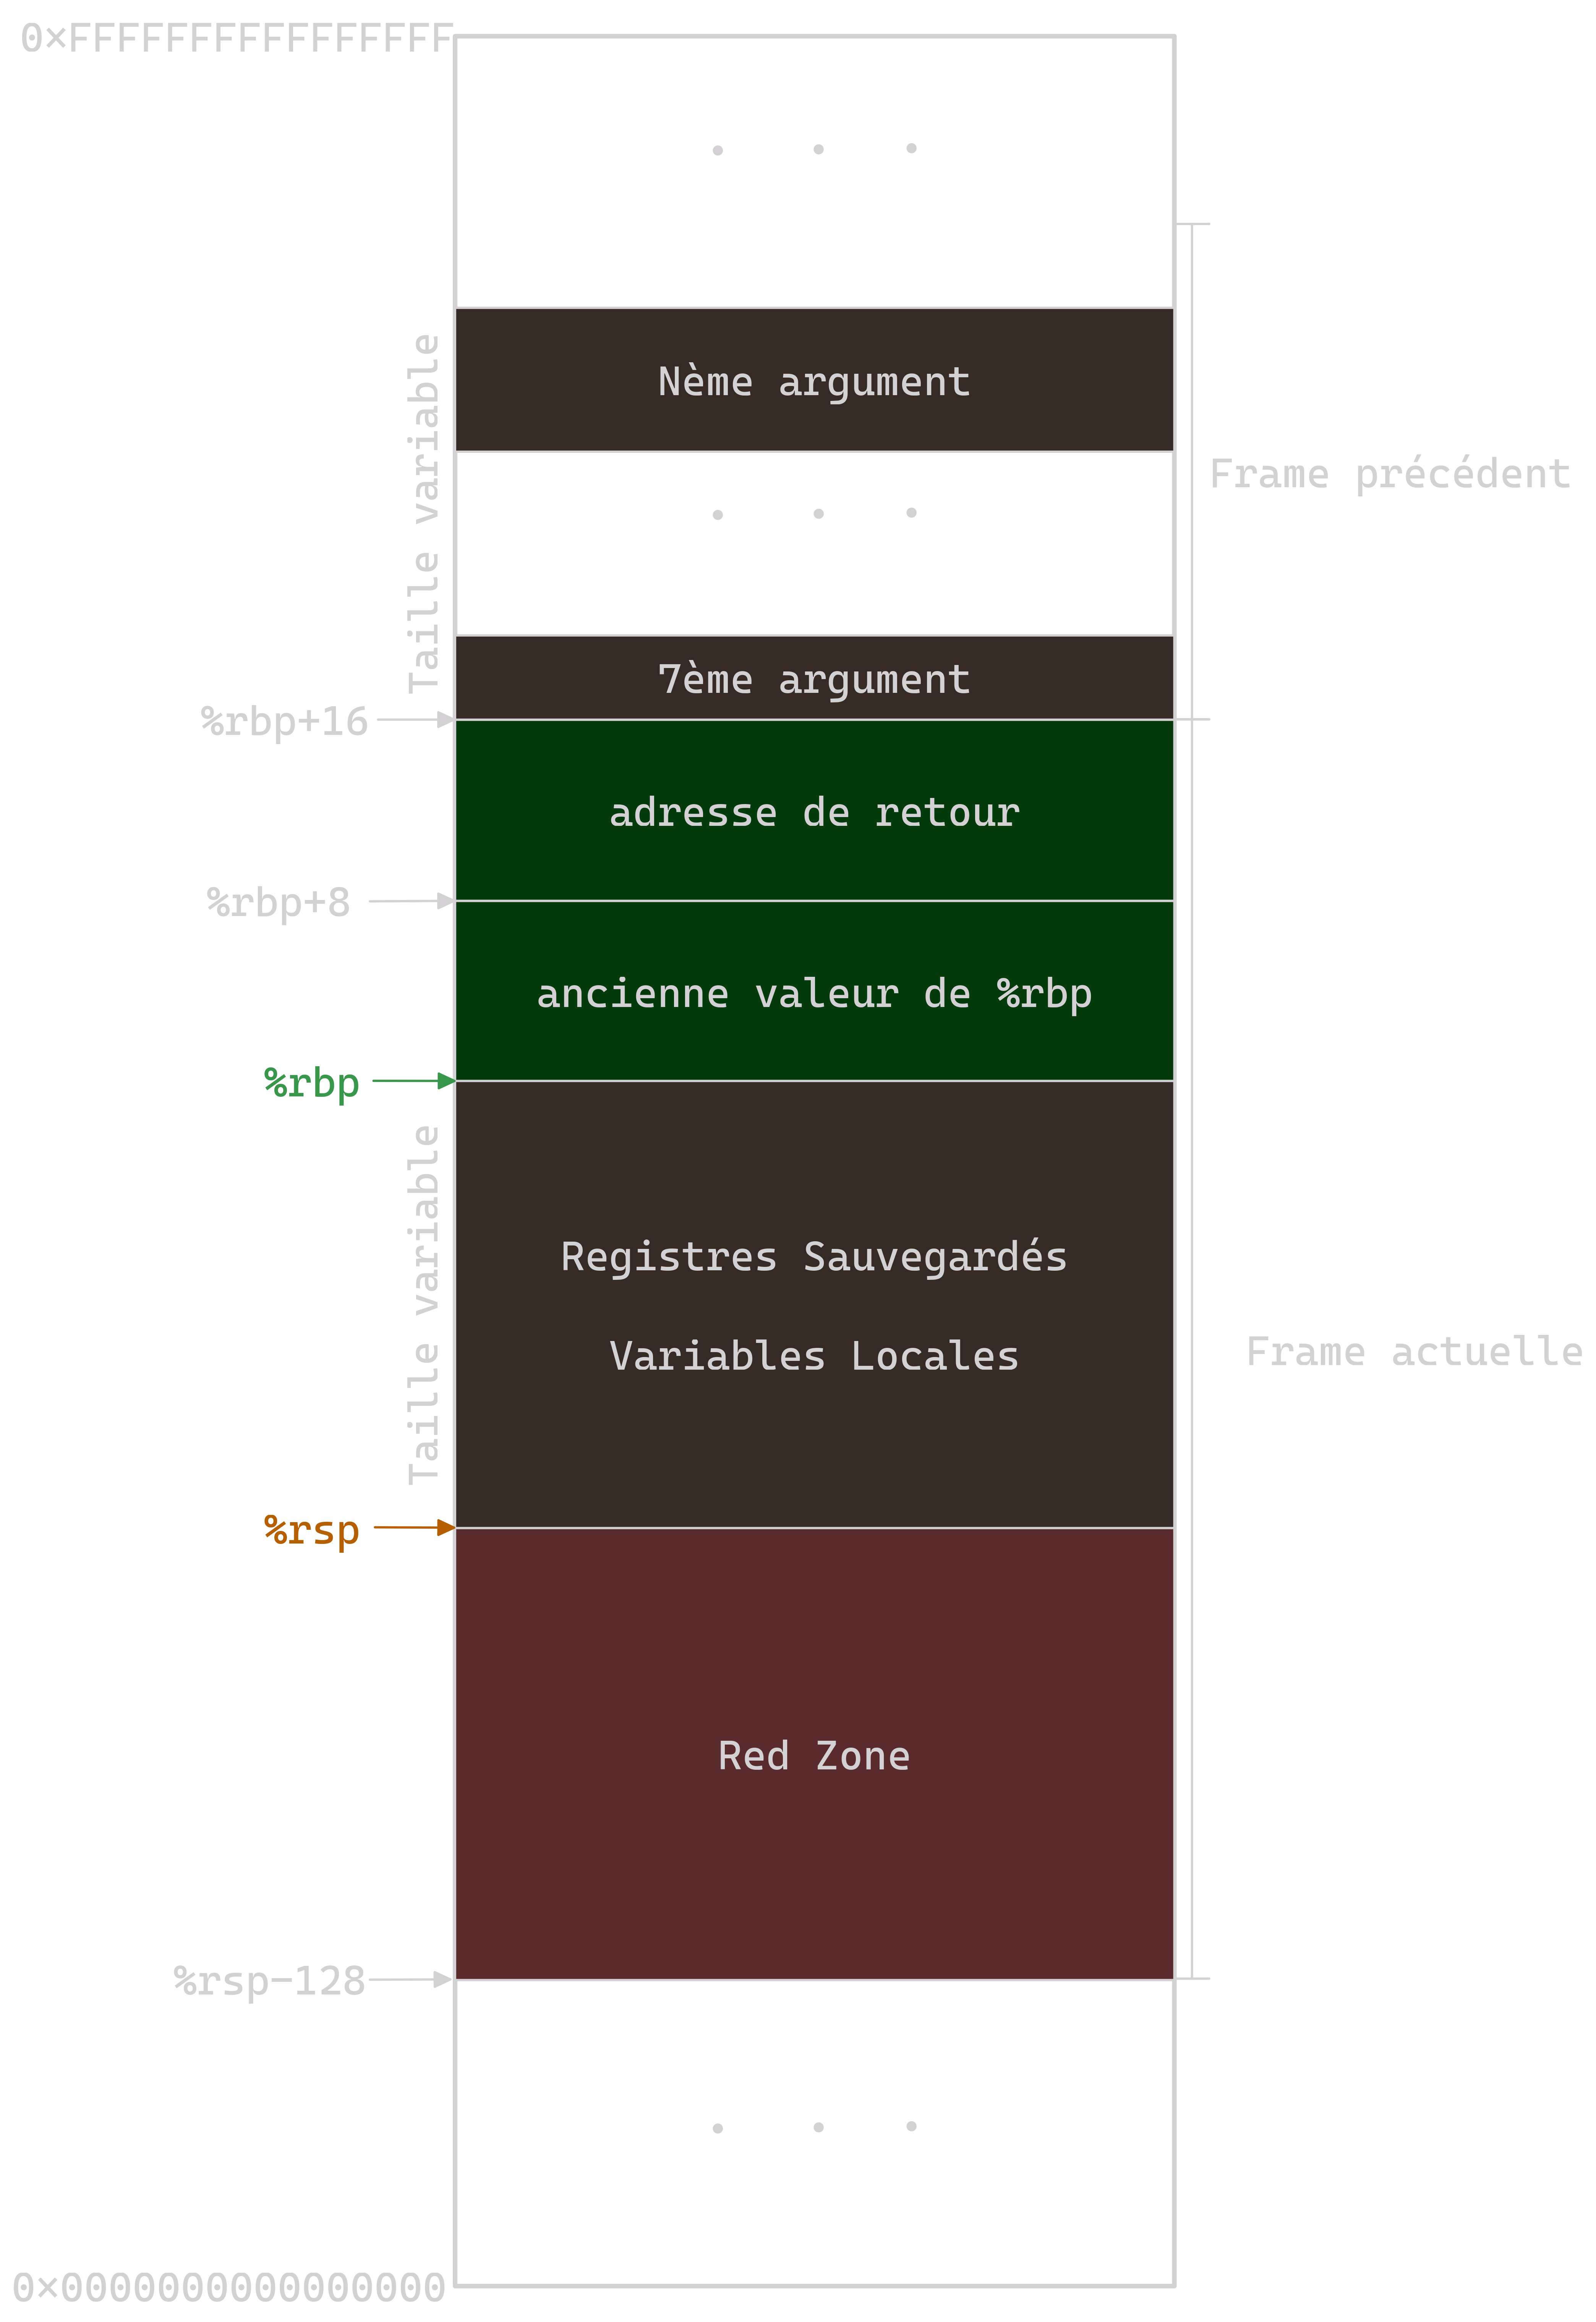 0×FFFFFFFFFFFFFFFF
Nème argument
Taille variable
Frame précédent
7ème argument
%rbp+16
adresse de retour
%rbp+8
ancienne valeur de %rbp
%rbp
Taille variable
Registres Sauvegardés
Variables Locales
Frame actuelle
%rsp
Red Zone
%rsp-128
0×0000000000000000